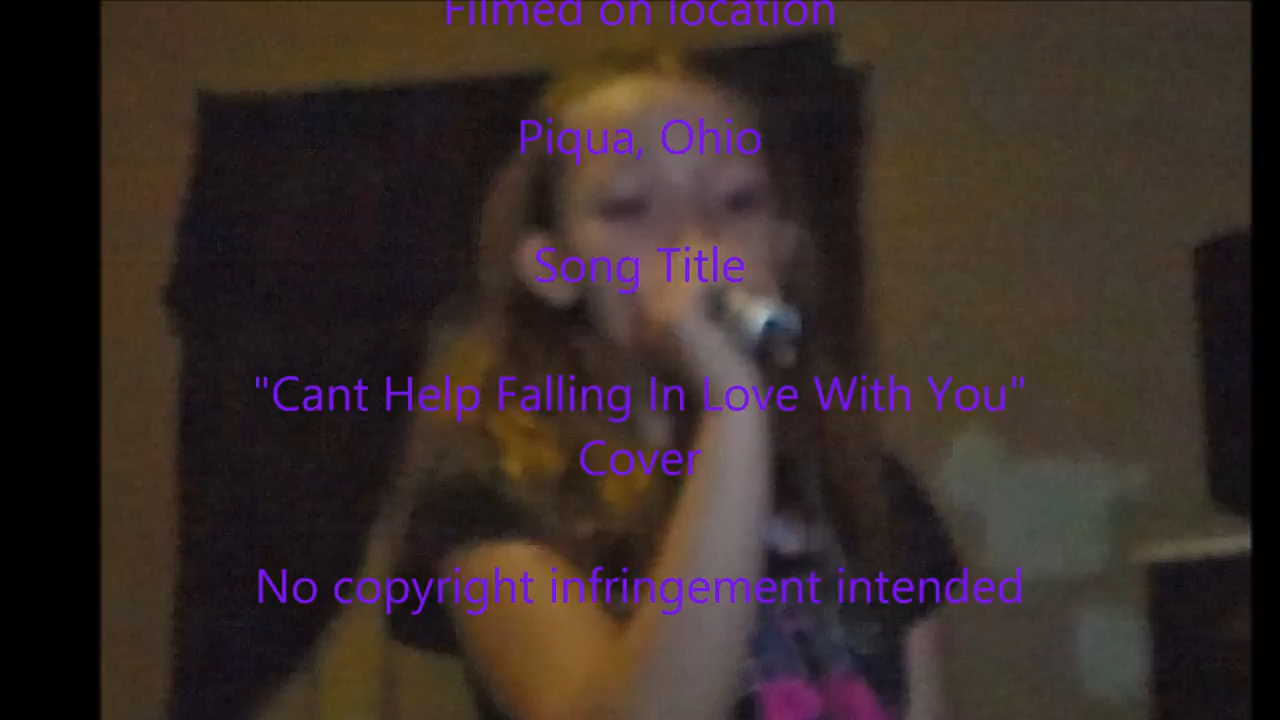 Filmed on location
Piqua, Ohio
Song Title
"Cant Help Falling In Love With You"
Cover
No copyright infringement intended